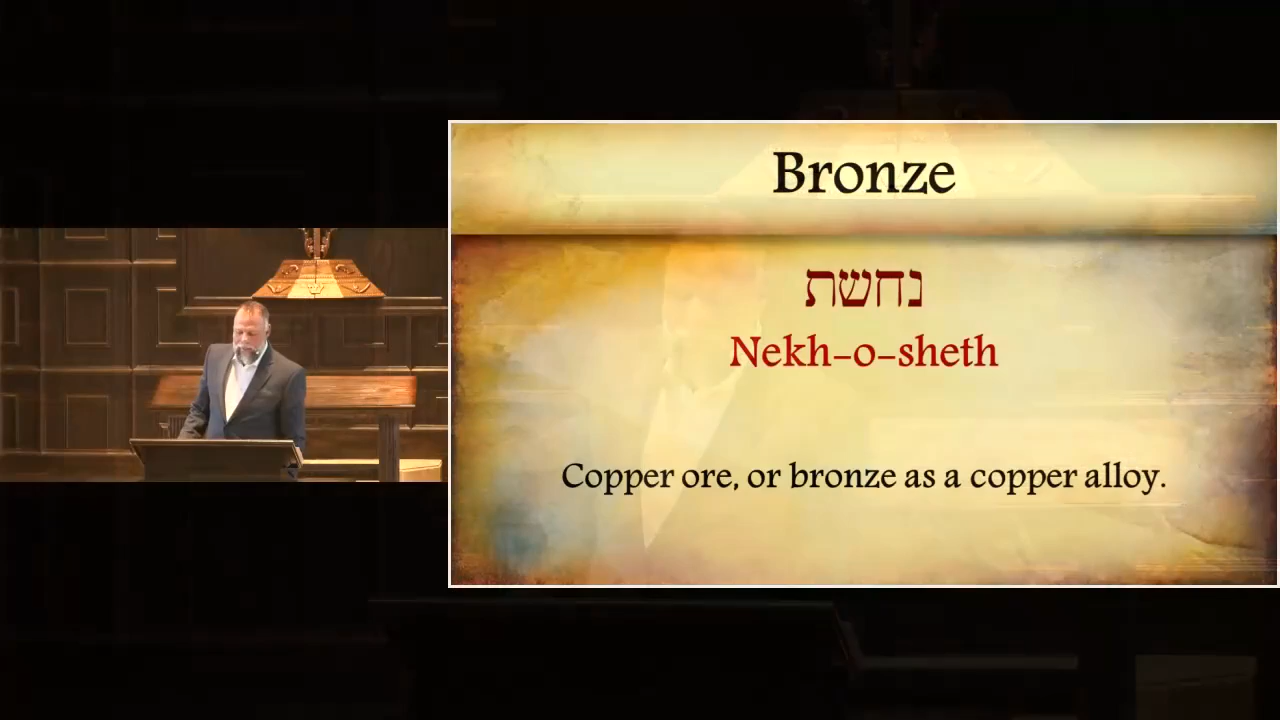 Bronze
נחשת
Nekh-o-sheth
Copper ore, or bronze as a copper alloy.